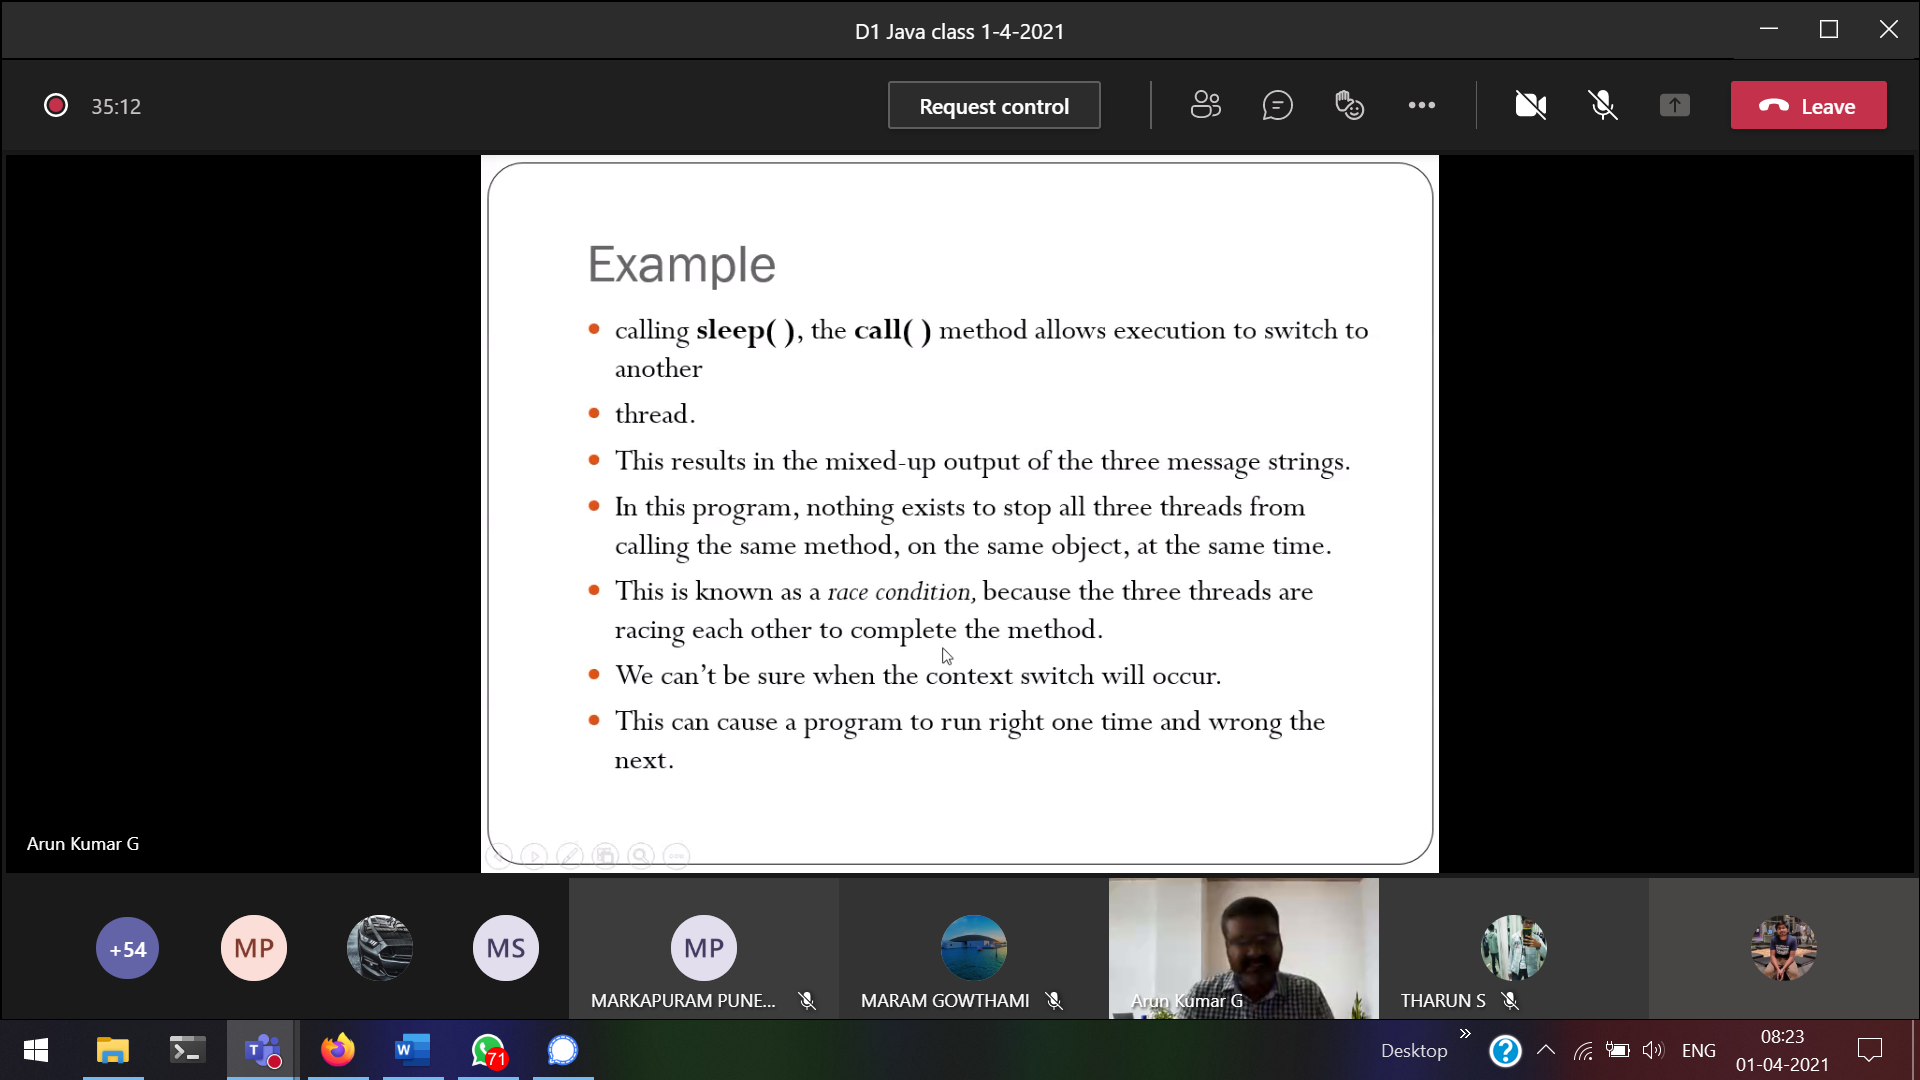 D1 Java class 1-4-2021
35:12
Request control
Leave
Example
calling sleep( ), the call( ) method allows execution to switch to
another
thread.
This results in the mixed-up output of the three message strings.
In this program, nothing exists to stop all three threads from
calling the same method, on the same object, at the same time.
This is known as a race condition, because the three threads are
racing each other to complete the method.
We can't be sure when the context switch will occur.
This can cause a program to run right one time and wrong the
next.
Arun Kumar G
+54
MP
MS
MP
MARKAPURAM PUNE...
MARAM GOWTHAMI
Arun Kumar G
THARUN S
T
W
71
Desktop
ENG
08:23
01-04-2021